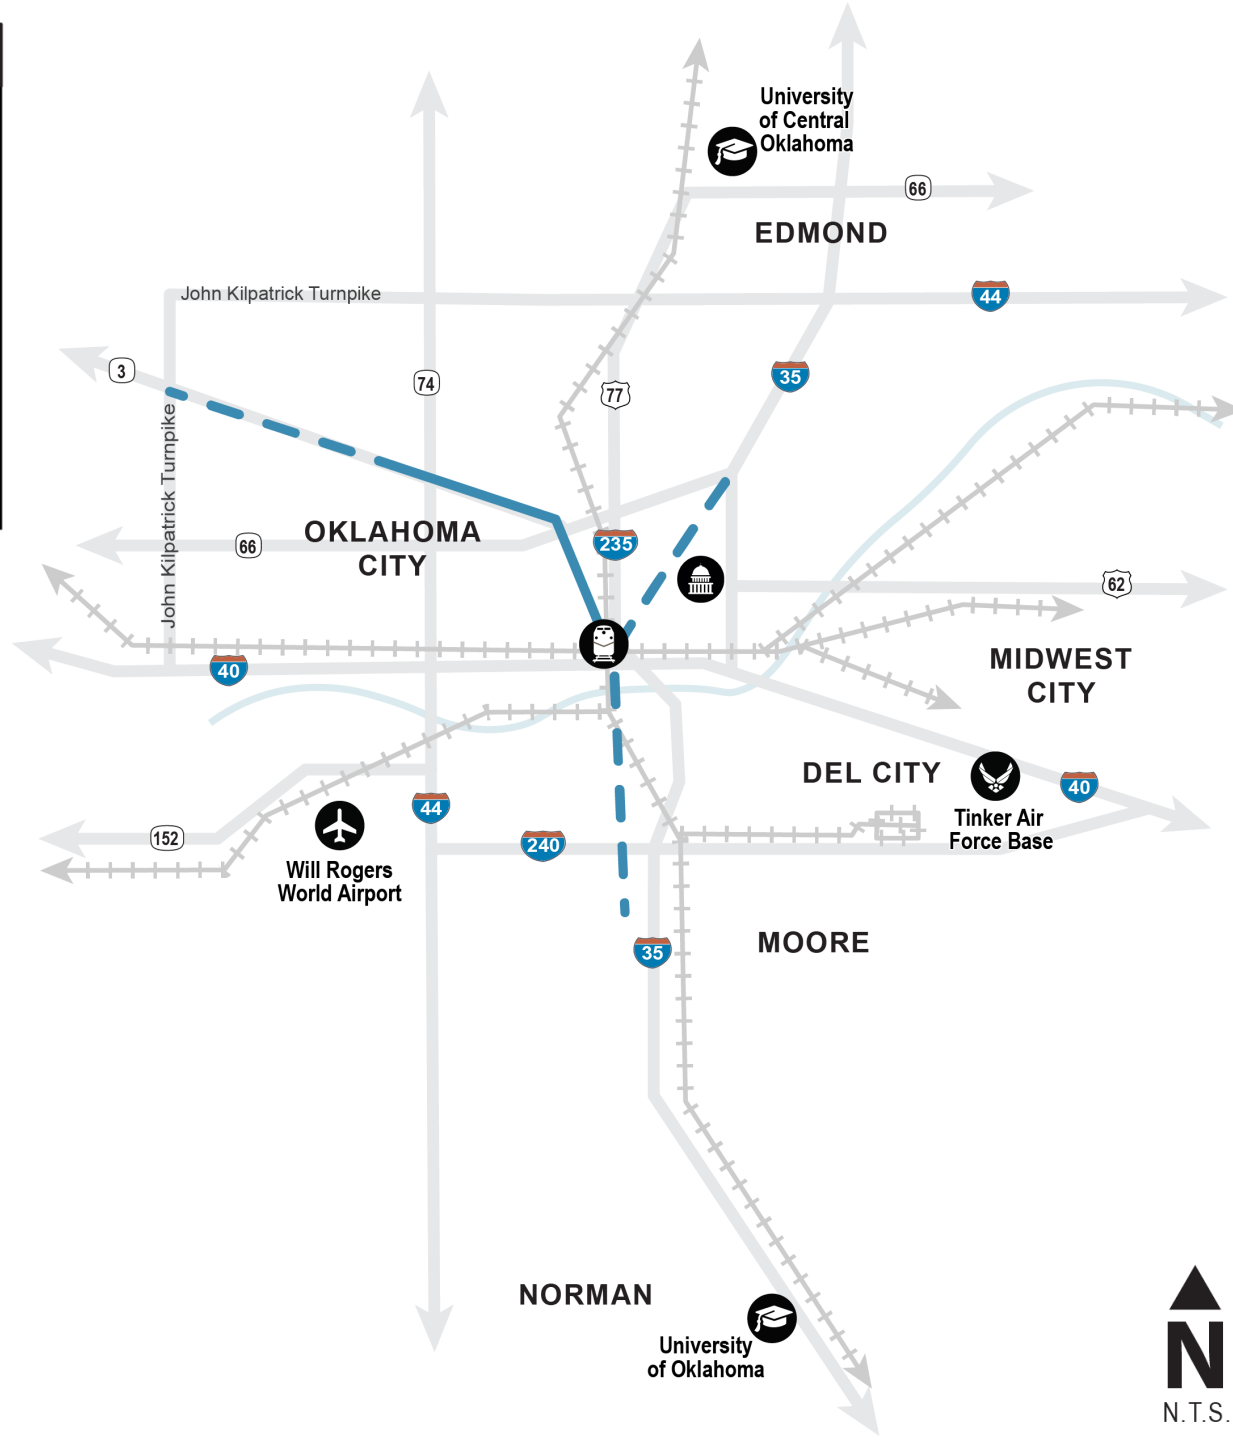 University
of Central
Oklahoma
66
EDMOND
John Kilpatrick Turnpike
44
3
74
77
35
John Kilpatrick Turnpike
OKLAHOMA
CITY
66
235
62
MIDWEST
CITY
40
DEL CITY
40
Tinker Air
Force Base
44
152
240
Will Rogers
World Airport
35
MOORE
NORMAN
University
of Oklahoma
N
N.T.S.